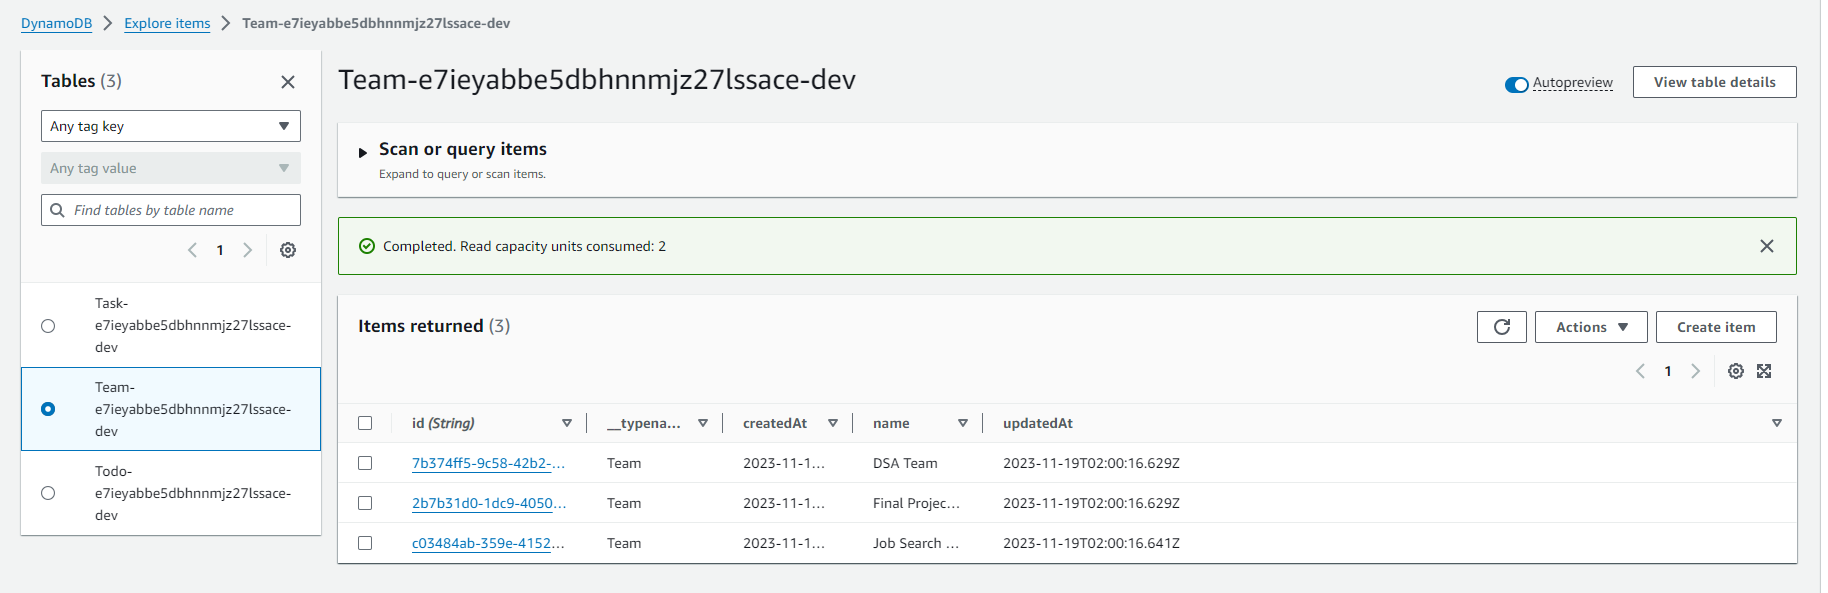 DynamoDB > Explore items > Team-e7ieyabbe5dbhnnmjz27lssace-dev
Tables (3)
Any tag key
Any tag value
Find tables by table name
1
Task-
e7ieyabbe5dbhnnmjz27lssace-
dev
Team-
e7ieyabbe5dbhnnmjz27lssace-
dev
Todo-
e7ieyabbe5dbhnnmjz27lssace-
dev
Team-e7ieyabbe5dbhnnmjz27lssace-dev
Autopreview
View table details
Scan or query items
Expand to query or scan items.
Completed. Read capacity units consumed: 2
Items returned (3)
Actions
Create item
1
id (String) __typena... createdAt name updatedAt
7b374ff5-9c58-42b2-... Team 2023-11-1... DSA Team 2023-11-19T02:00:16.629Z
2b7b31d0-1dc9-4050... Team 2023-11-1... Final Projec... 2023-11-19T02:00:16.629Z
c03484ab-359e-4152... Team 2023-11-1... Job Search ... 2023-11-19T02:00:16.641Z